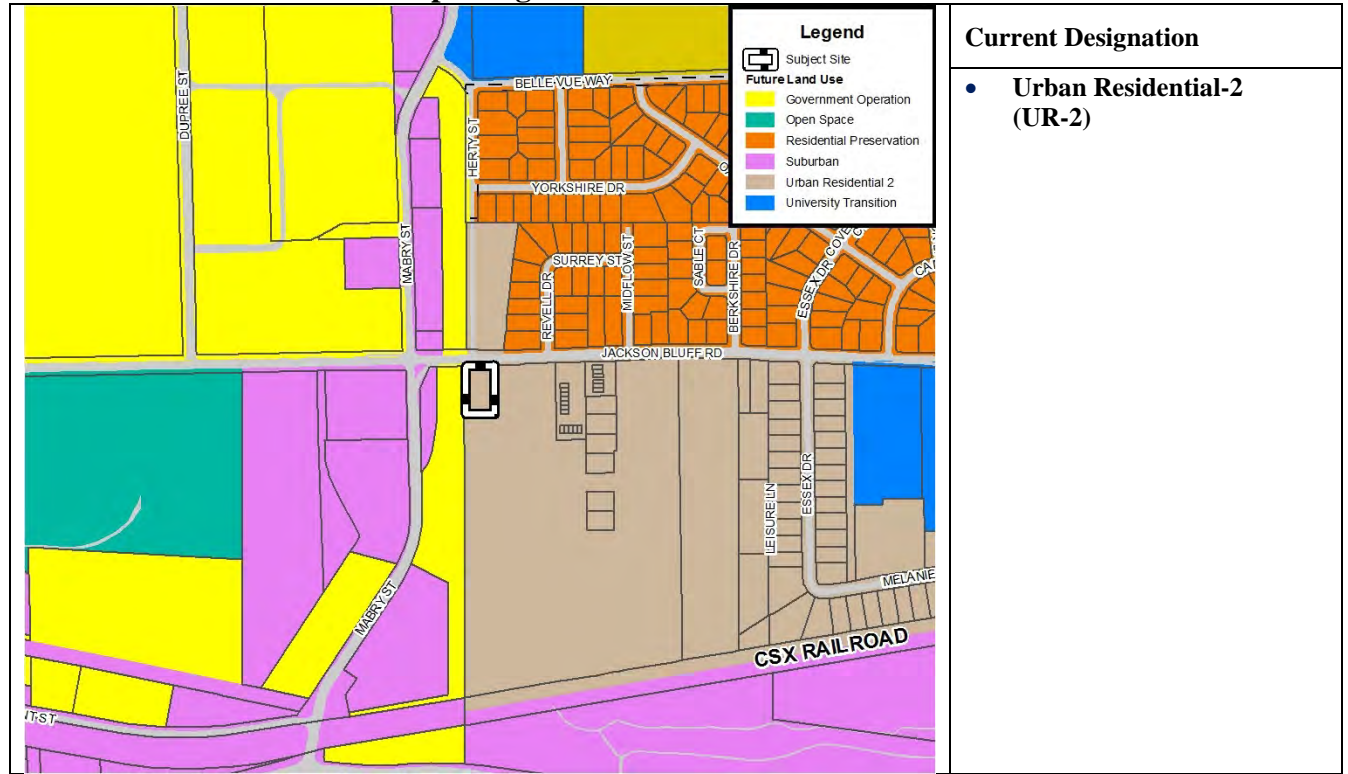 Legend
Subject Site
Future Land Use
Government Operation
Open Space
Residential Preservation
Suburban
Urban Residential 2
University Transition
Current Designation
• Urban Residential-2
(UR-2)
DUPREE ST
BELLE VUE WAY
HERTY ST
YORKSHIRE DR
MABRY ST
SURREY ST
MIDFLOW ST
SABLE CT
BERKSHIRE DR
REVELL DR
ESSEX DR
JACKSON BLUFF RD
LEISURE LN
ESSEX DR
MELANIE
MABRY ST
CSX RAILROAD